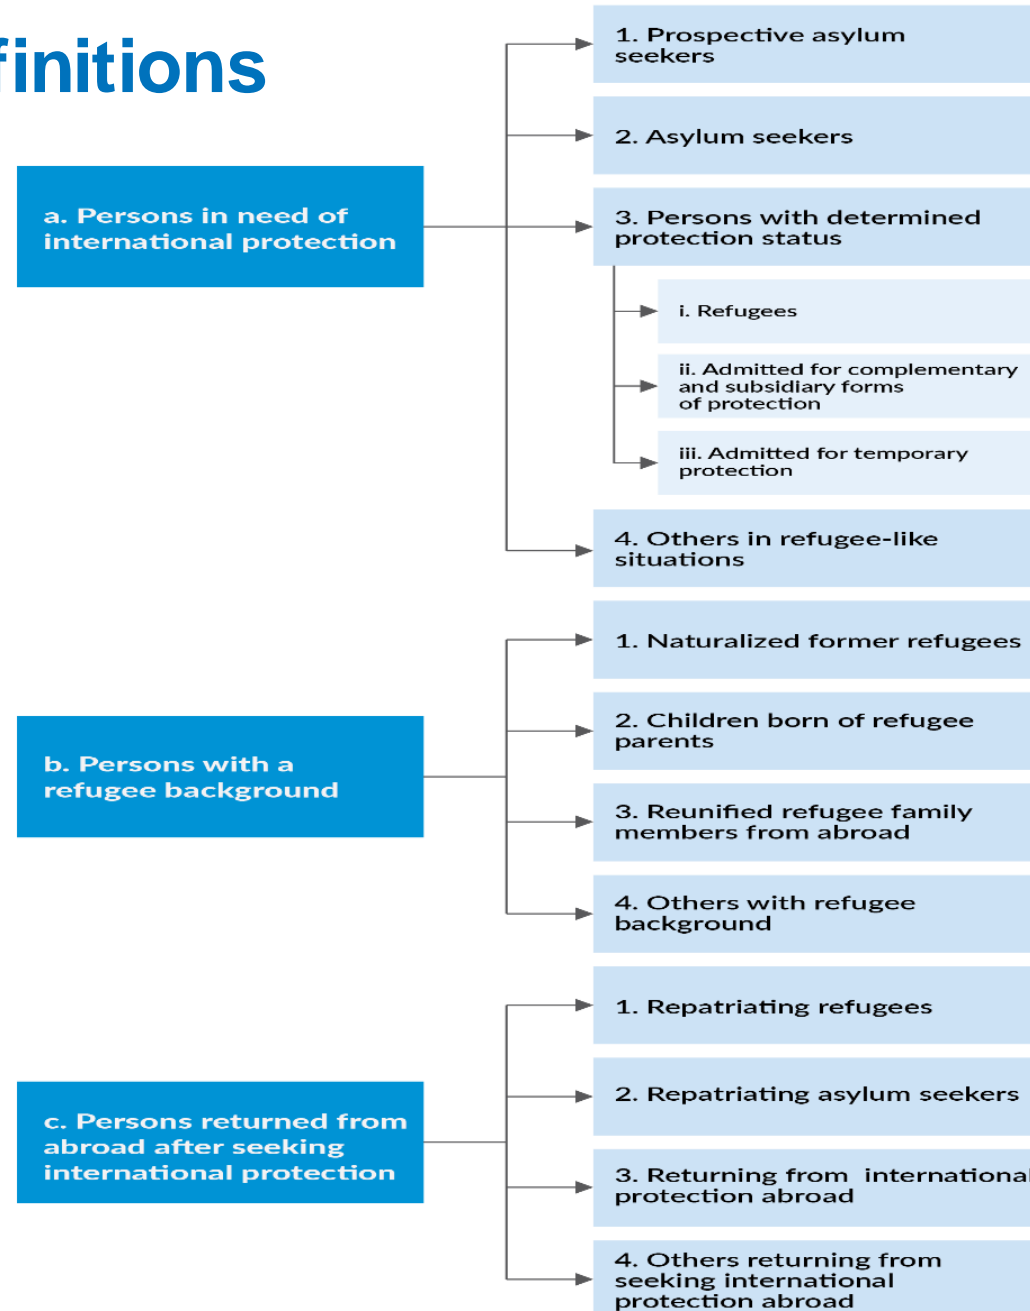 finitions
1. Prospective asylum
seekers
2. Asylum seekers
a. Persons in need of
international protection
3. Persons with determined
protection status
i. Refugees
ii. Admitted for complementary
and subsidiary forms
of protection
iii. Admitted for temporary
protection
4. Others in refugee-like
situations
1. Naturalized former refugees
2. Children born of refugee
parents
b. Persons with a
refugee background
3. Reunified refugee family
members from abroad
4. Others with refugee
background
1. Repatriating refugees
2. Repatriating asylum seekers
c. Persons returned from
abroad after seeking
international protection
3. Returning from  international
protection abroad
4. Others returning from
seeking international
protection abroad